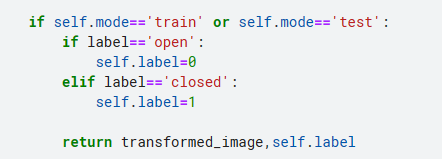 if self.mode=='train' or self.mode=='test':
    if label=='open':
        self.label=0
    elif label=='closed':
        self.label=1
    return transformed_image,self.label